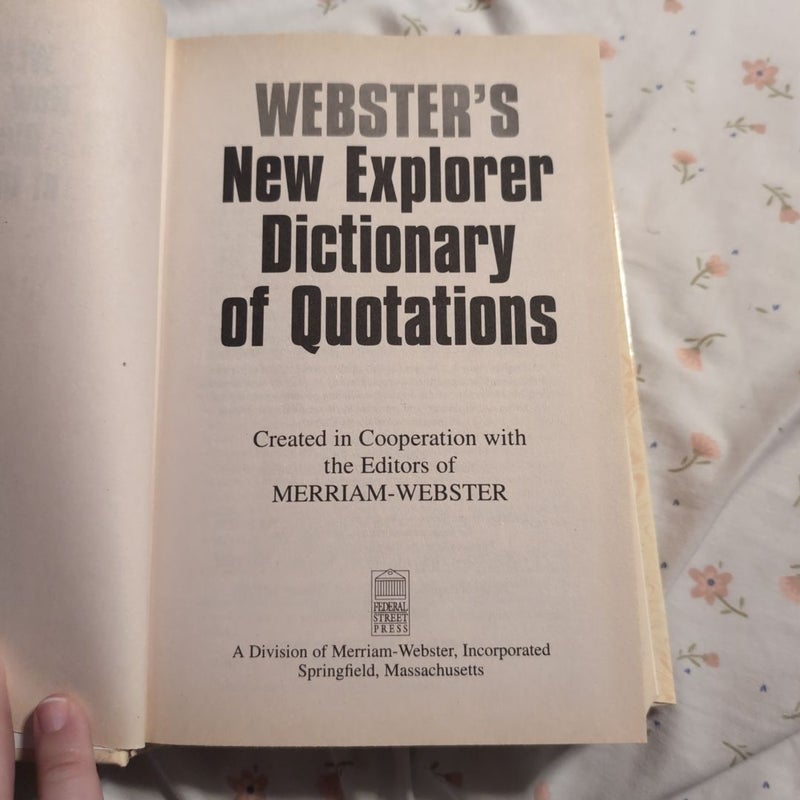 WEBSTER'S
New Explorer
Dictionary
of Quotations
Created in Cooperation with
the Editors of
MERRIAM-WEBSTER
FEDERAL
STREET
PRESS
A Division of Merriam-Webster, Incorporated
Springfield, Massachusetts